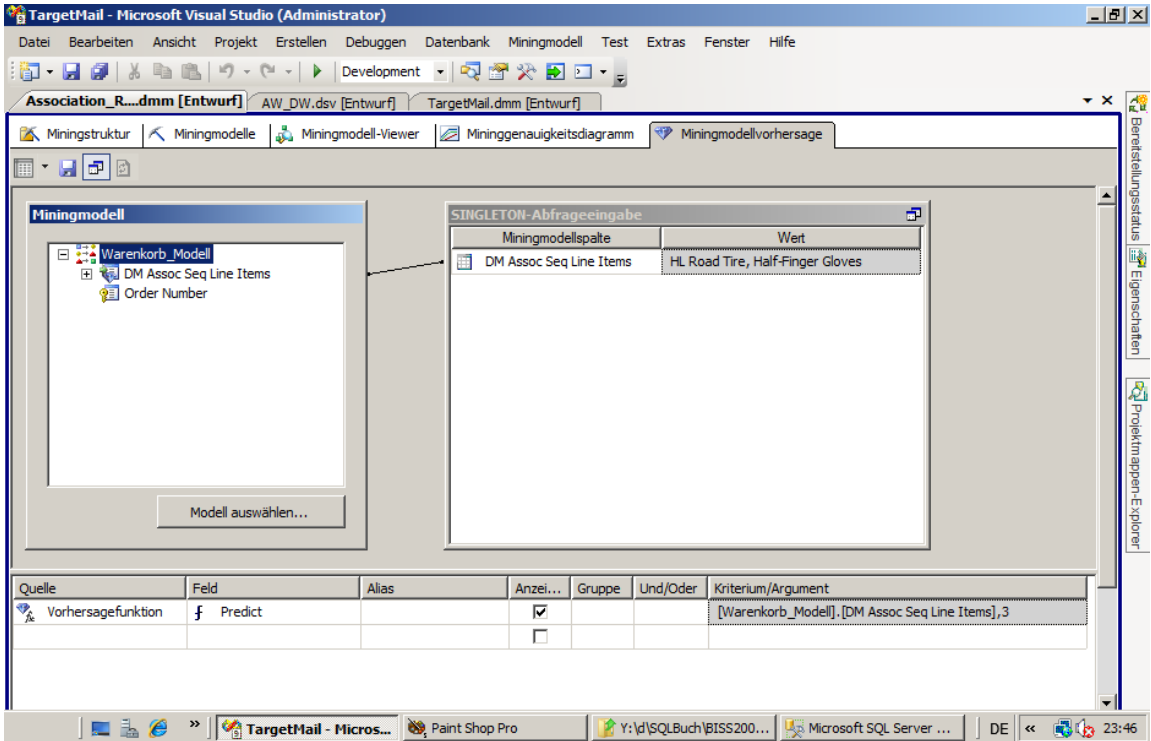 TargetMail - Microsoft Visual Studio (Administrator)
Datei Bearbeiten Ansicht Projekt Erstellen Debuggen Datenbank Miningmodell Test Extras Fenster Hilfe
Development
Association_R....dmm [Entwurf] AW_DW.dsv [Entwurf] TargetMail.dmm [Entwurf]
Miningstruktur Miningmodelle Miningmodell-Viewer Mininggenauigkeitsdiagramm Miningmodellvorhersage
Miningmodell
Warenkorb_Modell
DM Assoc Seq Line Items
Order Number
Modell auswählen...
SINGLETON-Abfrageeingabe
Miningmodellspalte Wert
DM Assoc Seq Line Items HL Road Tire, Half-Finger Gloves
Bereitstellungsstatus
Eigenschaften
Projektmappen-Explorer
Quelle Feld Alias Anzei... Gruppe Und/Oder Kriterium/Argument
Vorhersagefunktion Predict [Warenkorb_Modell].[DM Assoc Seq Line Items],3
» TargetMail - Micros... Paint Shop Pro Y:\d\SQLBuch\BISS200... Microsoft SQL Server ... DE « 23:46